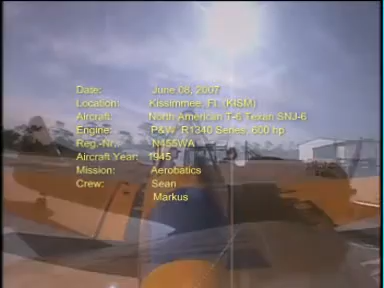 Date: June 08, 2007
Location: Kissimmee, Fl. (KISM)
Aircraft: North American T-6 Texan SNJ-6
Engine: P&W R1340 Series, 600 hp
Reg.-Nr.: N455WA
Aircraft Year: 1945
Mission: Aerobatics
Crew: Sean
Markus